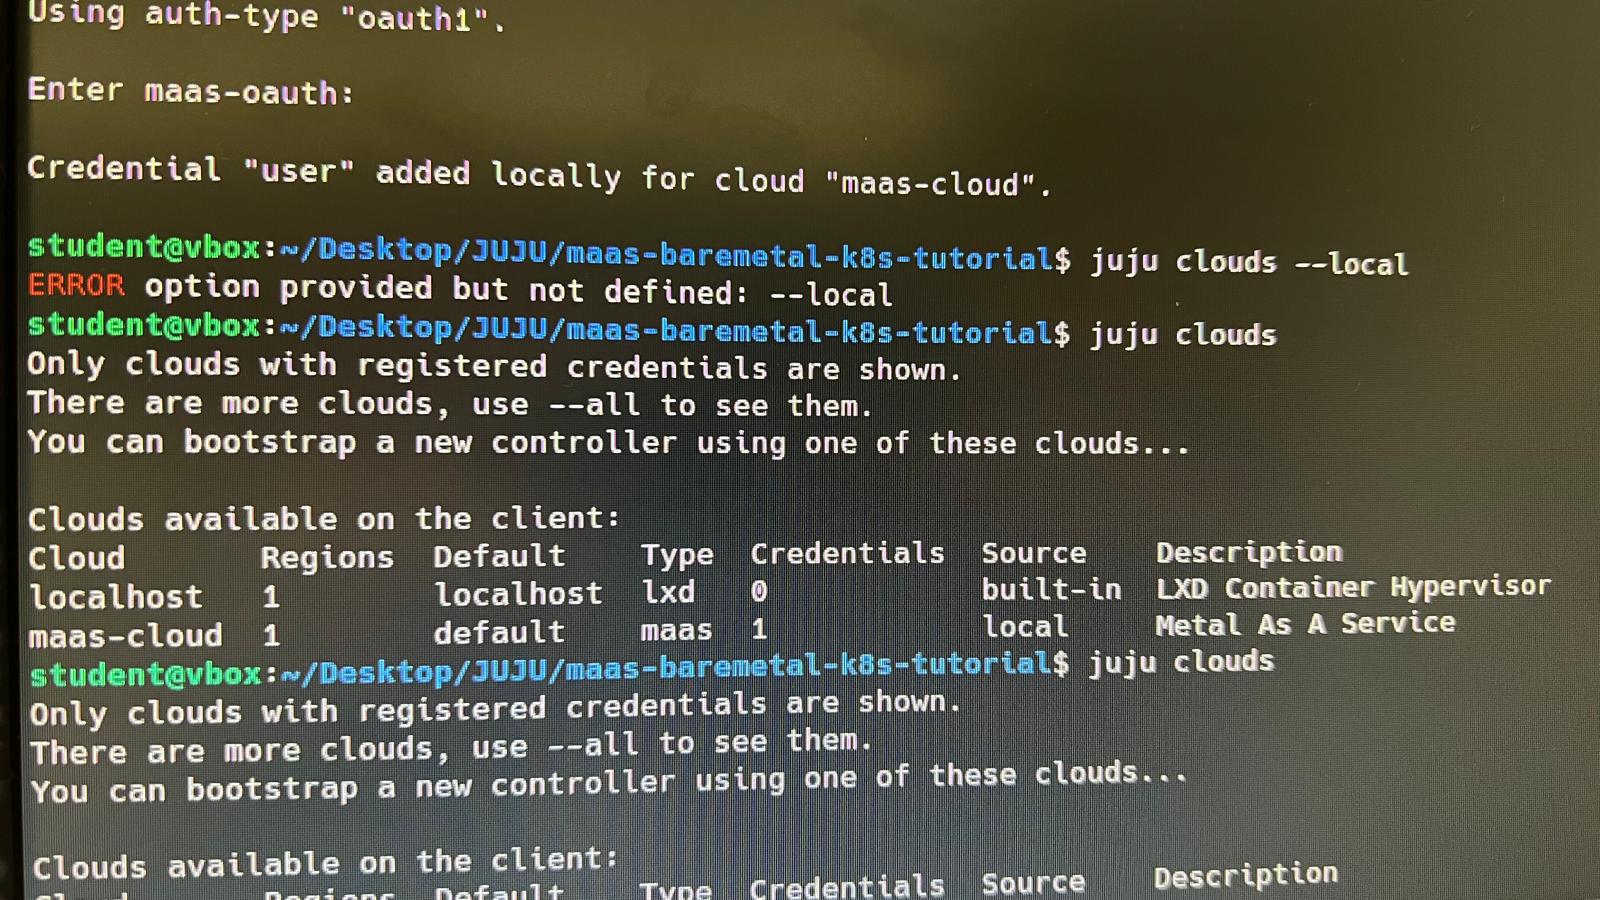 Using auth-type "oauth1".
Enter maas-oauth:
Credential "user" added locally for cloud "maas-cloud".
student@vbox:~/Desktop/JUJU/maas-baremetal-k8s-tutorial$ juju clouds --local
ERROR option provided but not defined: --local
student@vbox:~/Desktop/JUJU/maas-baremetal-k8s-tutorial$ juju clouds
Only clouds with registered credentials are shown.
There are more clouds, use --all to see them.
You can bootstrap a new controller using one of these clouds...
Clouds available on the client:
Cloud Regions Default Type Credentials Source Description
localhost 1 localhost lxd 0 built-in LXD Container Hypervisor
maas-cloud 1 default maas 1 local Metal As A Service
student@vbox:~/Desktop/JUJU/maas-baremetal-k8s-tutorial$ juju clouds
Only clouds with registered credentials are shown.
There are more clouds, use --all to see them.
You can bootstrap a new controller using one of these clouds...
Clouds available on the client:
Cloud Regions Default Type Credentials Source Description